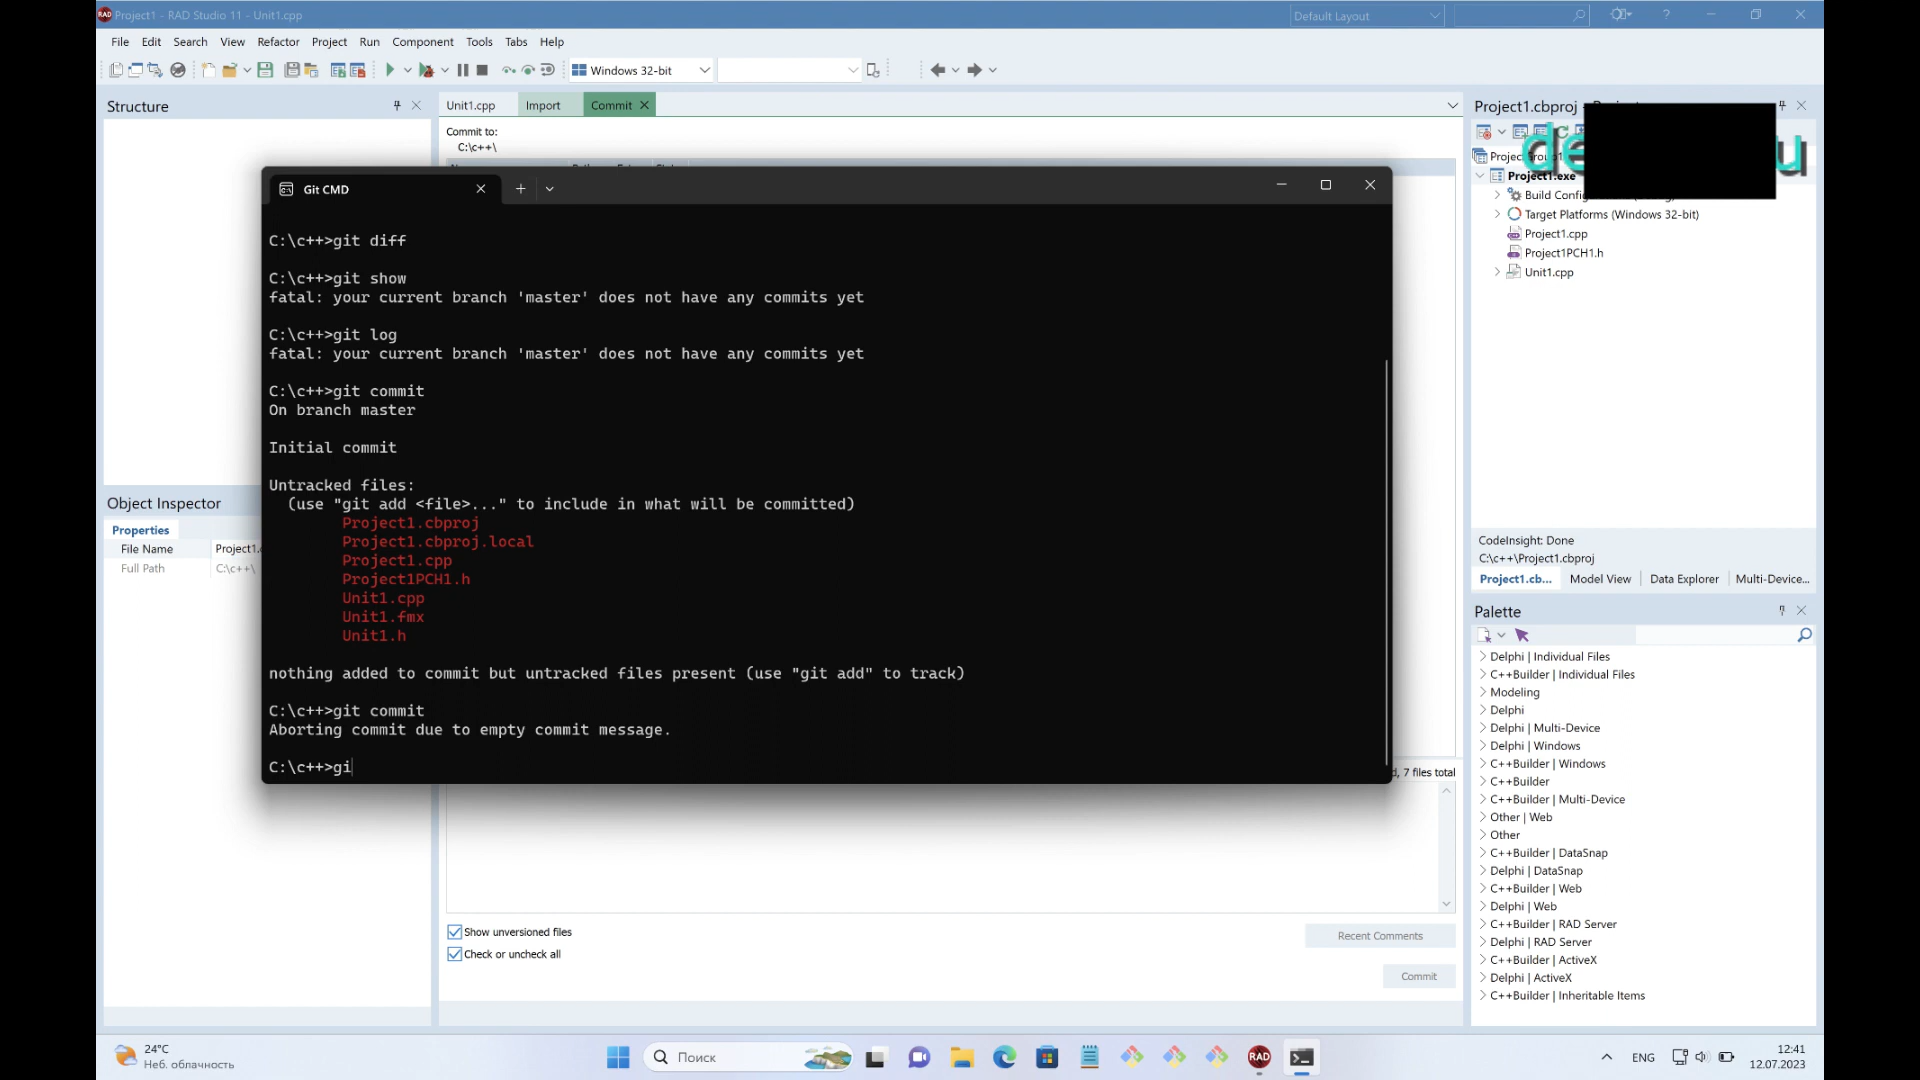 Project1 - RAD Studio 11 - Unit1.cpp
Default Layout
?
File Edit Search View Refactor Project Run Component Tools Tabs Help
Windows 32-bit
Structure
Unit1.cpp Import Commit
Project1.cbproj -
Commit to:
C:\c++\
de u
Project1.exe
Build
Target Platforms (Windows 32-bit)
Project1.cpp
Project1PCH1.h
Unit1.cpp
Git CMD
C:\c++>git diff
C:\c++>git show
fatal: your current branch 'master' does not have any commits yet
C:\c++>git log
fatal: your current branch 'master' does not have any commits yet
C:\c++>git commit
On branch master
Initial commit
Untracked files:
(use "git add <file>..." to include in what will be committed)
Project1.cbproj
Project1.cbproj.local
Project1.cpp
Project1PCH1.h
Unit1.cpp
Unit1.fmx
Unit1.h
nothing added to commit but untracked files present (use "git add" to track)
C:\c++>git commit
Aborting commit due to empty commit message.
C:\c++>gi
Object Inspector
Properties
File Name Project1.
Full Path C:\c++\
CodeInsight: Done
C:\c++\Project1.cbproj
Project1.cb... Model View Data Explorer Multi-Device...
Palette
Delphi | Individual Files
C++Builder | Individual Files
Modeling
Delphi
Delphi | Multi-Device
Delphi | Windows
C++Builder | Windows
C++Builder
C++Builder | Multi-Device
Other | Web
Other
C++Builder | DataSnap
Delphi | DataSnap
C++Builder | Web
Delphi | Web
C++Builder | RAD Server
Delphi | RAD Server
C++Builder | ActiveX
Delphi | ActiveX
C++Builder | Inheritable Items
7 files total
Show unversioned files
Check or uncheck all
Recent Comments
Commit
24°C
Неб. облачность
Поиск
RAD
ENG
12:41
12.07.2023